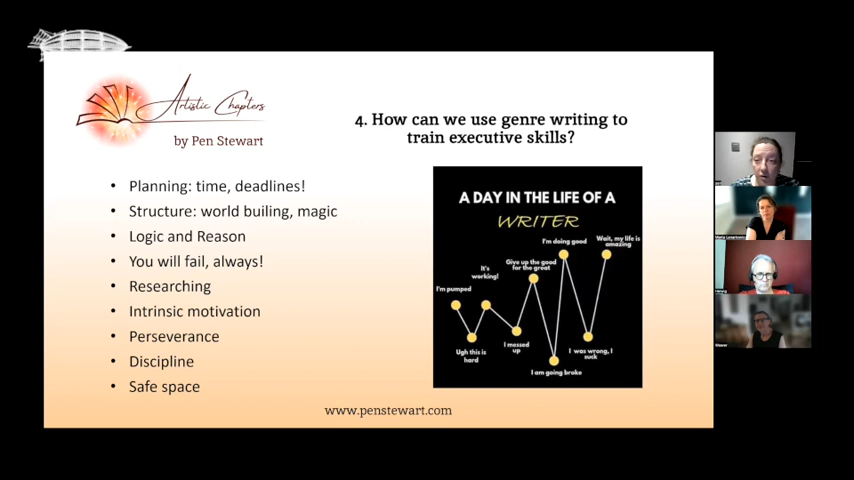 Artistic Chapters
by Pen Stewart
4. How can we use genre writing to
train executive skills?
• Planning: time, deadlines!
• Structure: world builing, magic
• Logic and Reason
• You will fail, always!
• Researching
• Intrinsic motivation
• Perseverance
• Discipline
• Safe space
A DAY IN THE LIFE OF A
WRITER
I'm pumped
Ugh this is
hard
It's
working!
I messed
up
Give up the good
for the great
I am going broke
I'm doing good
I was wrong, I
suck
Wait, my life is
amazing
www.penstewart.com